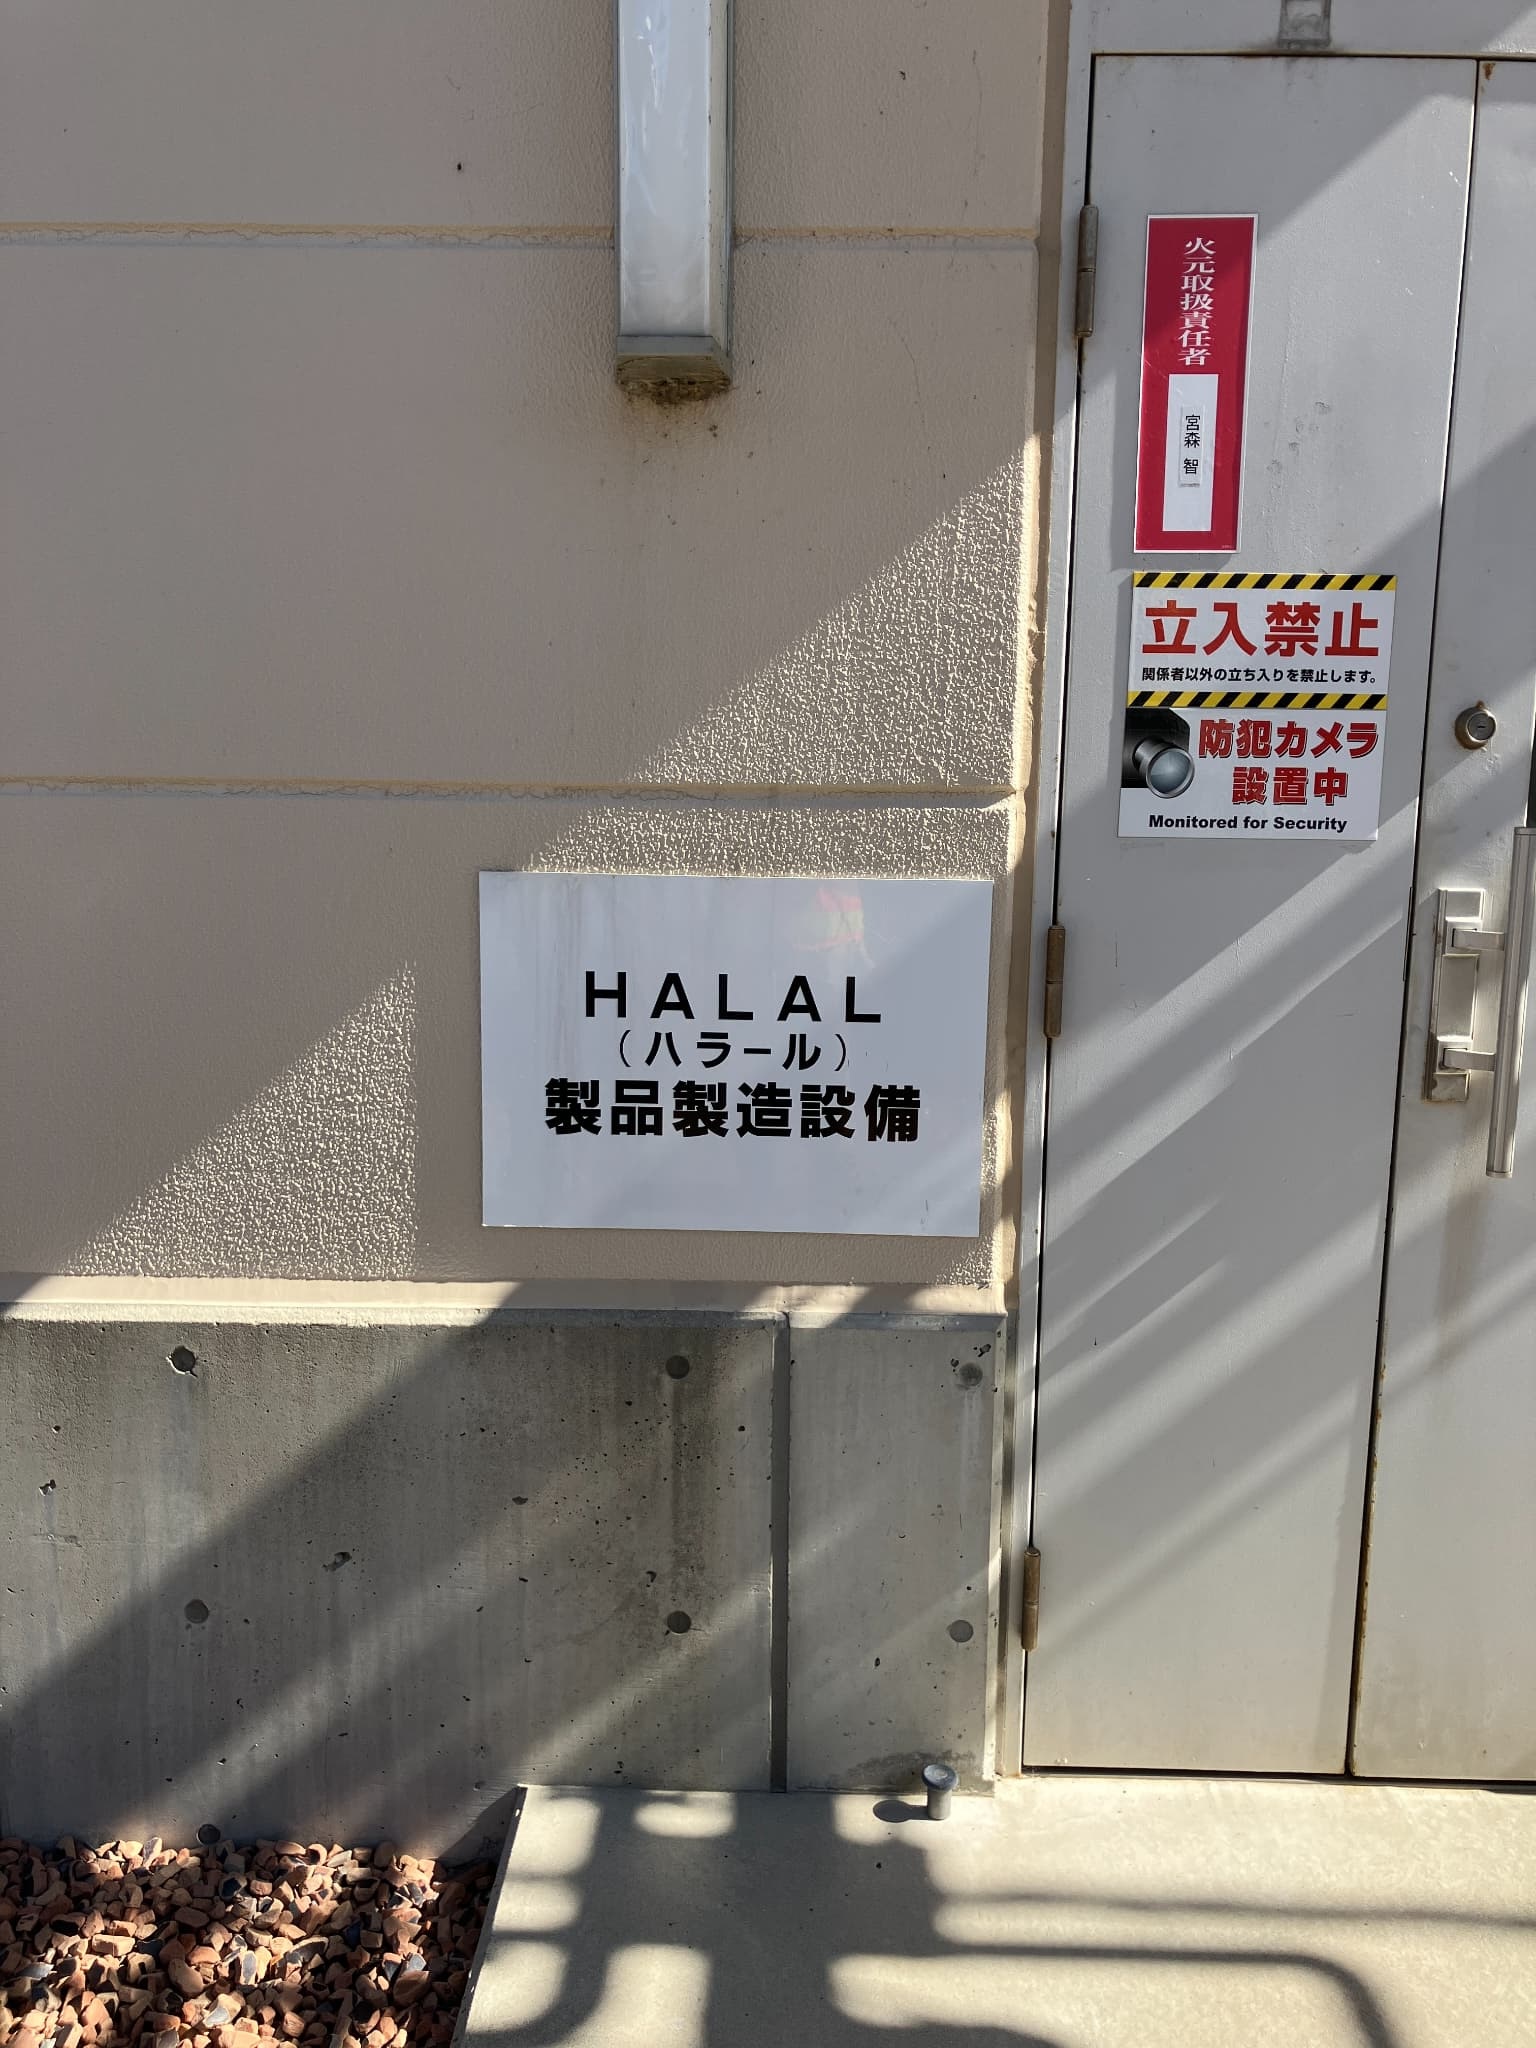 火元取扱責任者
宮森 智
立入禁止
関係者以外の立ち入りを禁止します。
防犯カメラ
設置中
Monitored for Security
HALAL
（ハラール）
製品製造設備